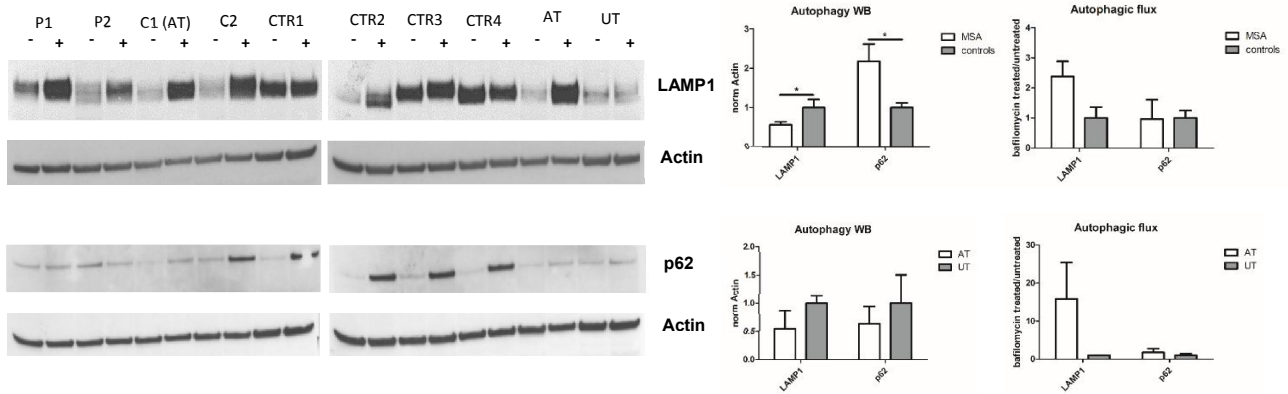 P1 P2 C1 (AT) C2 CTR1
- + - + - + - + - +
CTR2 CTR3 CTR4 AT UT
- + - + - + - + - +
LAMP1
Actin
p62
Actin
Autophagy WB
norm Actin
3
2
1
0
LAMP1
p62
*
*
MSA
controls
Autophagic flux
bafilomycin treated/untreated
4
3
2
1
0
LAMP1
p62
MSA
controls
Autophagy WB
norm Actin
2.0
1.5
1.0
0.5
0.0
LAMP1
p62
AT
UT
Autophagic flux
bafilomycin treated/untreated
30
20
10
0
LAMP1
p62
AT
UT